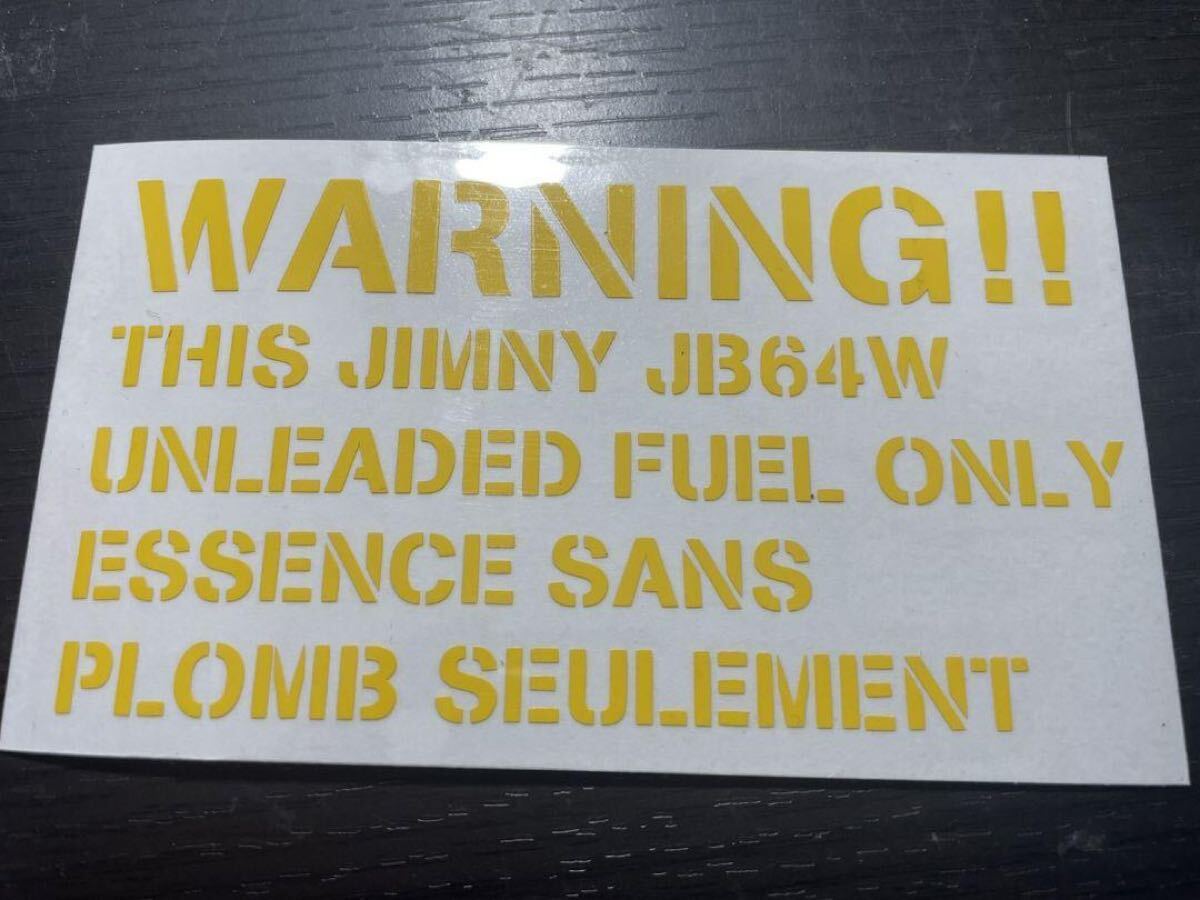 WARNING!!
THIS JIMNY JB64W
UNLEADED FUEL ONLY
ESSENCE SANS
PLOMB SEULEMENT